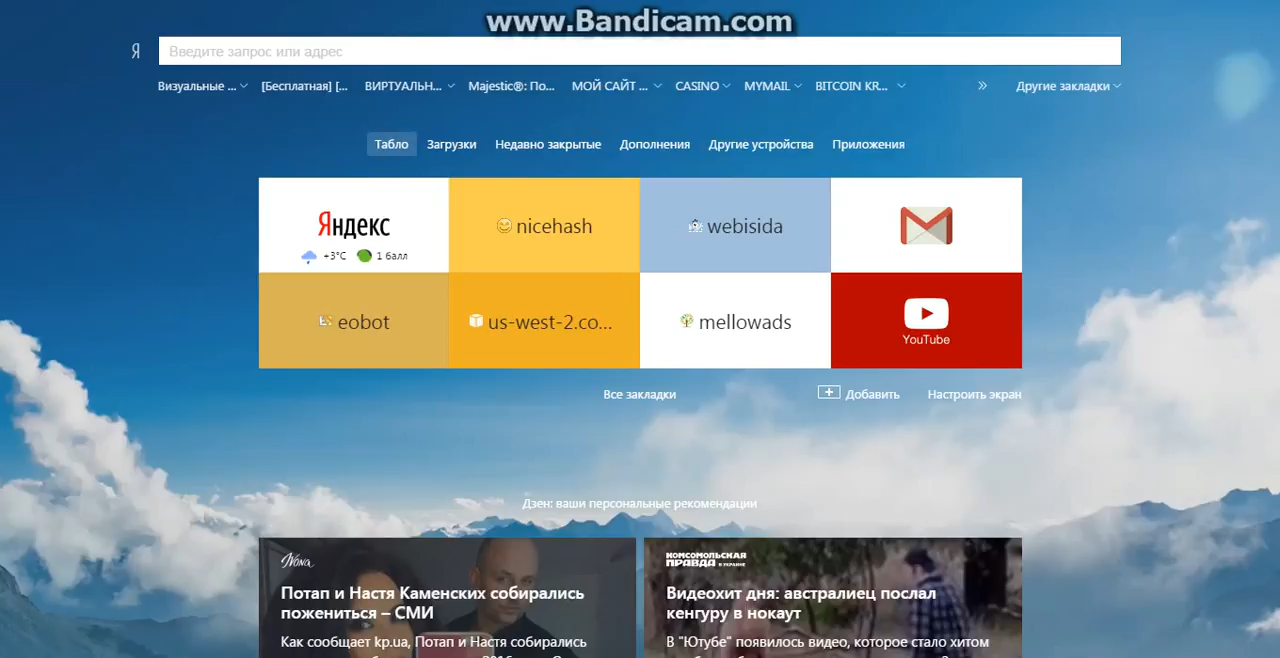 www.Bandicam.com
Я Введите запрос или адрес
Визуальные ... [Бесплатная] [... ВИРТУАЛЬН... Majestic®: По... МОЙ САЙТ ... CASINO MYMAIL BITCOIN KR... » Другие закладки
Табло Загрузки Недавно закрытые Дополнения Другие устройства Приложения
Яндекс
+3°C 1 балл
nicehash
webisida
eobot
us-west-2.co...
mellowads
YouTube
Все закладки Добавить Настроить экран
Дзен: ваши персональные рекомендации
Потап и Настя Каменских собирались
пожениться – СМИ
Как сообщает kp.ua, Потап и Настя собирались
КОМСОМОЛЬСКАЯ
ПРАВДА В УКРАИНЕ
Видеохит дня: австралиец послал
кенгуру в нокаут
В "Ютубе" появилось видео, которое стало хитом